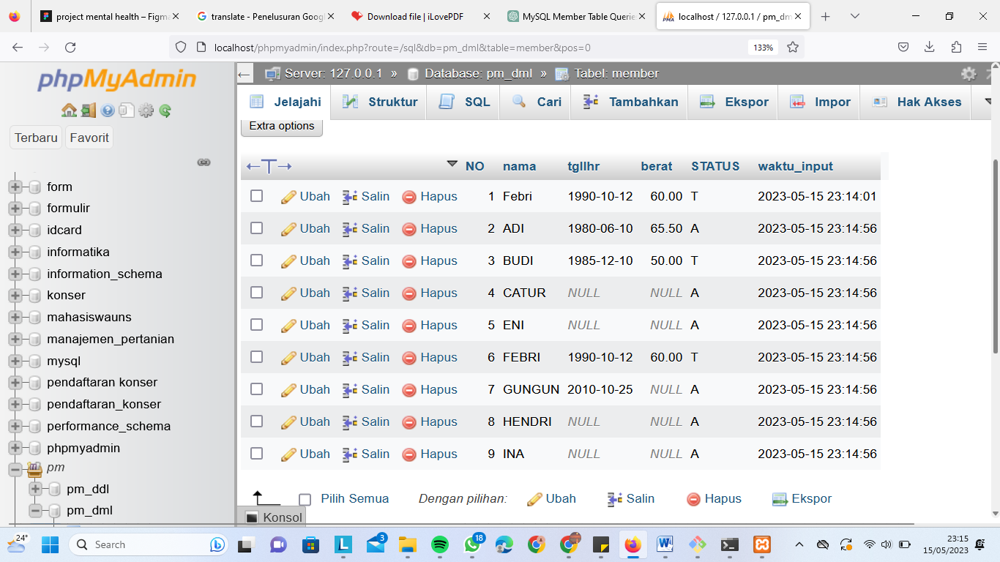 project mental health – Figma
translate - Penelusuran Google
Download file | iLovePDF
MySQL Member Table Querie
localhost / 127.0.0.1 / pm_dm
localhost/phpmyadmin/index.php?route=/sql&db=pm_dml&table=member&pos=0
133%
phpMyAdmin
Terbaru Favorit
form
formulir
idcard
informatika
information_schema
konser
mahasiswauns
manajemen_pertanian
mysql
pendaftaran konser
pendaftaran_konser
performance_schema
phpmyadmin
pm
pm_ddl
pm_dml
Server: 127.0.0.1 » Database: pm_dml » Tabel: member
Jelajahi Struktur SQL Cari Tambahkan Ekspor Impor Hak Akses
Extra options
←T→ NO nama tgllhr berat STATUS waktu_input
Ubah Salin Hapus 1 Febri 1990-10-12 60.00 T 2023-05-15 23:14:01
Ubah Salin Hapus 2 ADI 1980-06-10 65.50 A 2023-05-15 23:14:56
Ubah Salin Hapus 3 BUDI 1985-12-10 50.00 T 2023-05-15 23:14:56
Ubah Salin Hapus 4 CATUR NULL NULL A 2023-05-15 23:14:56
Ubah Salin Hapus 5 ENI NULL NULL A 2023-05-15 23:14:56
Ubah Salin Hapus 6 FEBRI 1990-10-12 60.00 T 2023-05-15 23:14:56
Ubah Salin Hapus 7 GUNGUN 2010-10-25 NULL A 2023-05-15 23:14:56
Ubah Salin Hapus 8 HENDRI NULL NULL A 2023-05-15 23:14:56
Ubah Salin Hapus 9 INA NULL NULL A 2023-05-15 23:14:56
Pilih Semua Dengan pilihan: Ubah Salin Hapus Ekspor
Konsol
24°
Search
3
18
23:15
15/05/2023